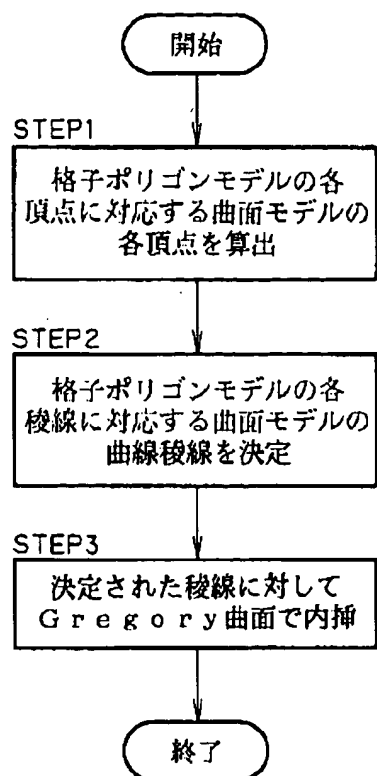 開始
STEP1
格子ポリゴンモデルの各
頂点に対応する曲面モデルの
各頂点を算出
STEP2
格子ポリゴンモデルの各
稜線に対応する曲面モデルの
曲線稜線を決定
STEP3
決定された稜線に対して
Gregory曲面で内挿
終了